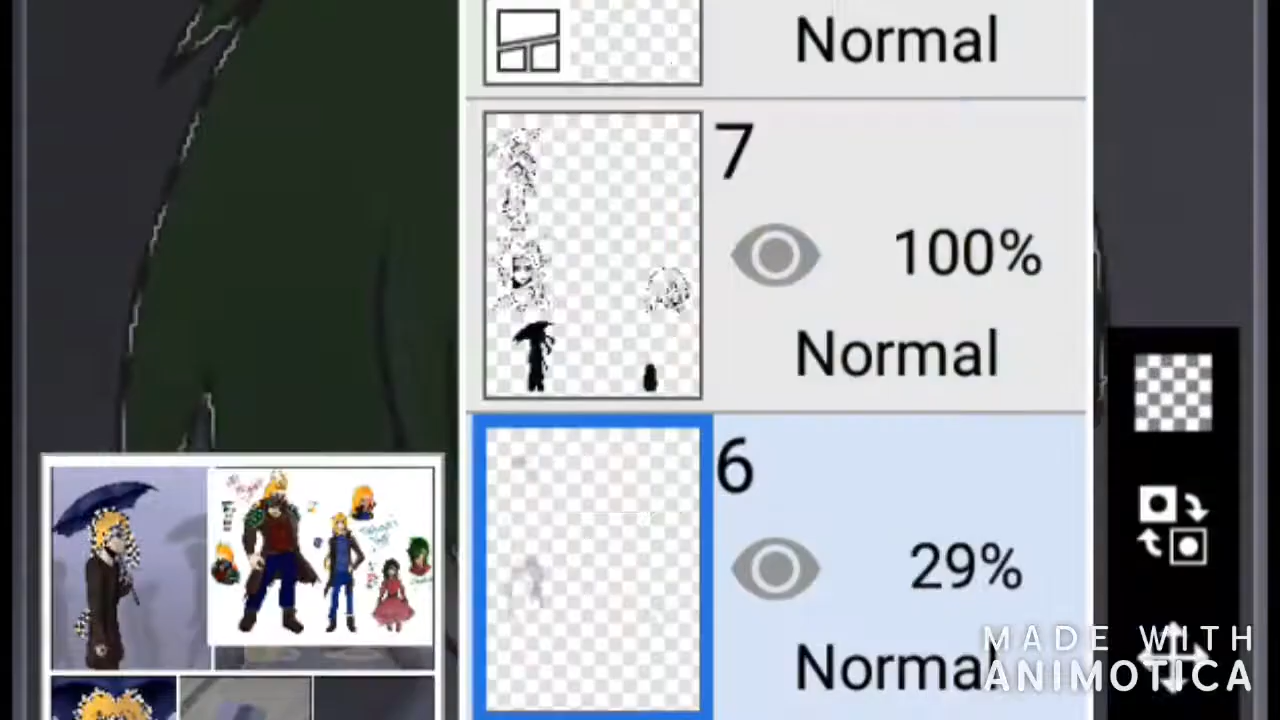 Normal
7
100%
Normal
6
29%
Normal
MADE WITH
ANIMOTICA